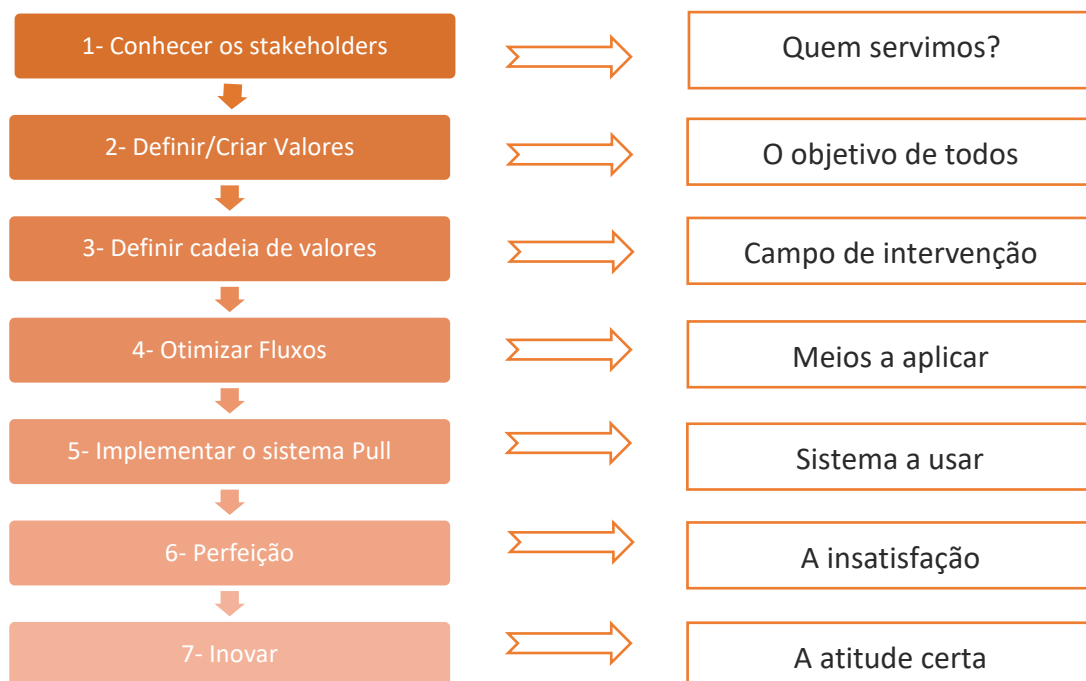 1- Conhecer os stakeholders
Quem servimos?
2- Definir/Criar Valores
O objetivo de todos
3- Definir cadeia de valores
Campo de intervenção
4- Otimizar Fluxos
Meios a aplicar
5- Implementar o sistema Pull
Sistema a usar
6- Perfeição
A insatisfação
7- Inovar
A atitude certa